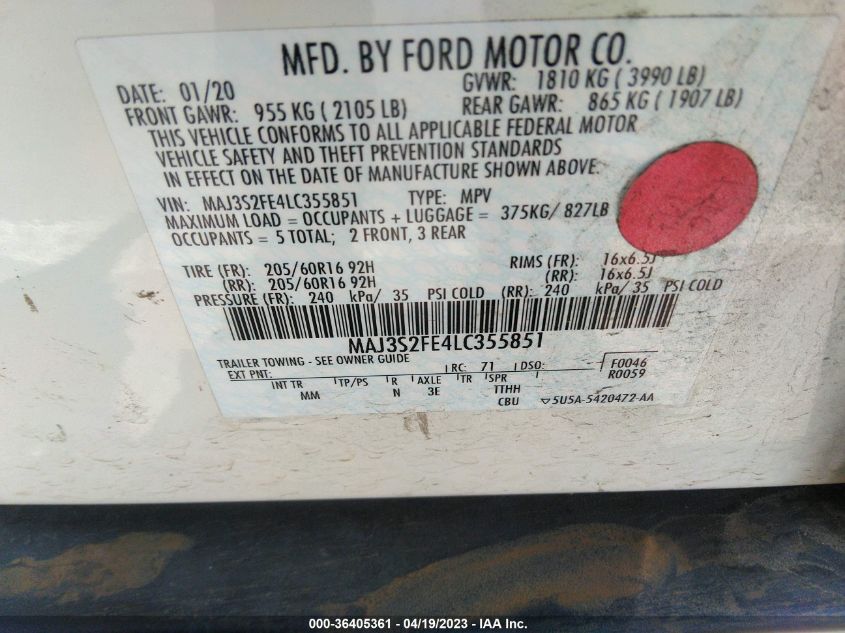 MFD. BY FORD MOTOR CO.
DATE: 01/20 GVWR: 1810 KG ( 3990 LB)
FRONT GAWR: 955 KG ( 2105 LB) REAR GAWR: 865 KG ( 1907 LB)
THIS VEHICLE CONFORMS TO ALL APPLICABLE FEDERAL MOTOR
VEHICLE SAFETY AND THEFT PREVENTION STANDARDS
IN EFFECT ON THE DATE OF MANUFACTURE SHOWN ABOVE.
VIN: MAJ3S2FE4LC355851 TYPE: MPV
MAXIMUM LOAD = OCCUPANTS + LUGGAGE = 375KG/ 827LB
OCCUPANTS = 5 TOTAL; 2 FRONT, 3 REAR
TIRE (FR): 205/60R16 92H RIMS (FR): 16x6.5J
(RR): 205/60R16 92H (RR): 16x6.5J
PRESSURE (FR): 240 kPa/ 35 PSI COLD (RR): 240 kPa/ 35 PSI COLD
MAJ3S2FE4LC355851
TRAILER TOWING - SEE OWNER GUIDE
EXT PNT: RC: 71 DSO: F0046
R0059
INT TR TP/PS R AXLE TR SPR
MM N 3E TTHH
CBU 5U5A-5420472-AA
000-36405361 - 04/19/2023 - IAA Inc.